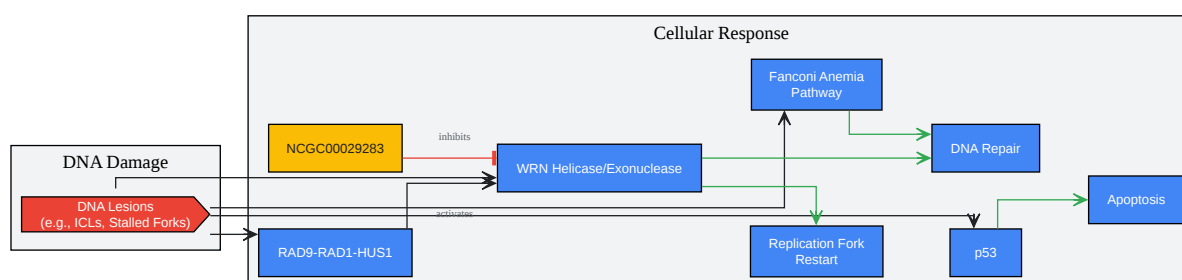 Cellular Response
Fanconi Anemia
Pathway
NCGC00029283
inhibits
WRN Helicase/Exonuclease
DNA Repair
DNA Damage
DNA Lesions
(e.g., ICLs, Stalled Forks)
activates
Apoptosis
RAD9-RAD1-HUS1
Replication Fork
Restart
p53